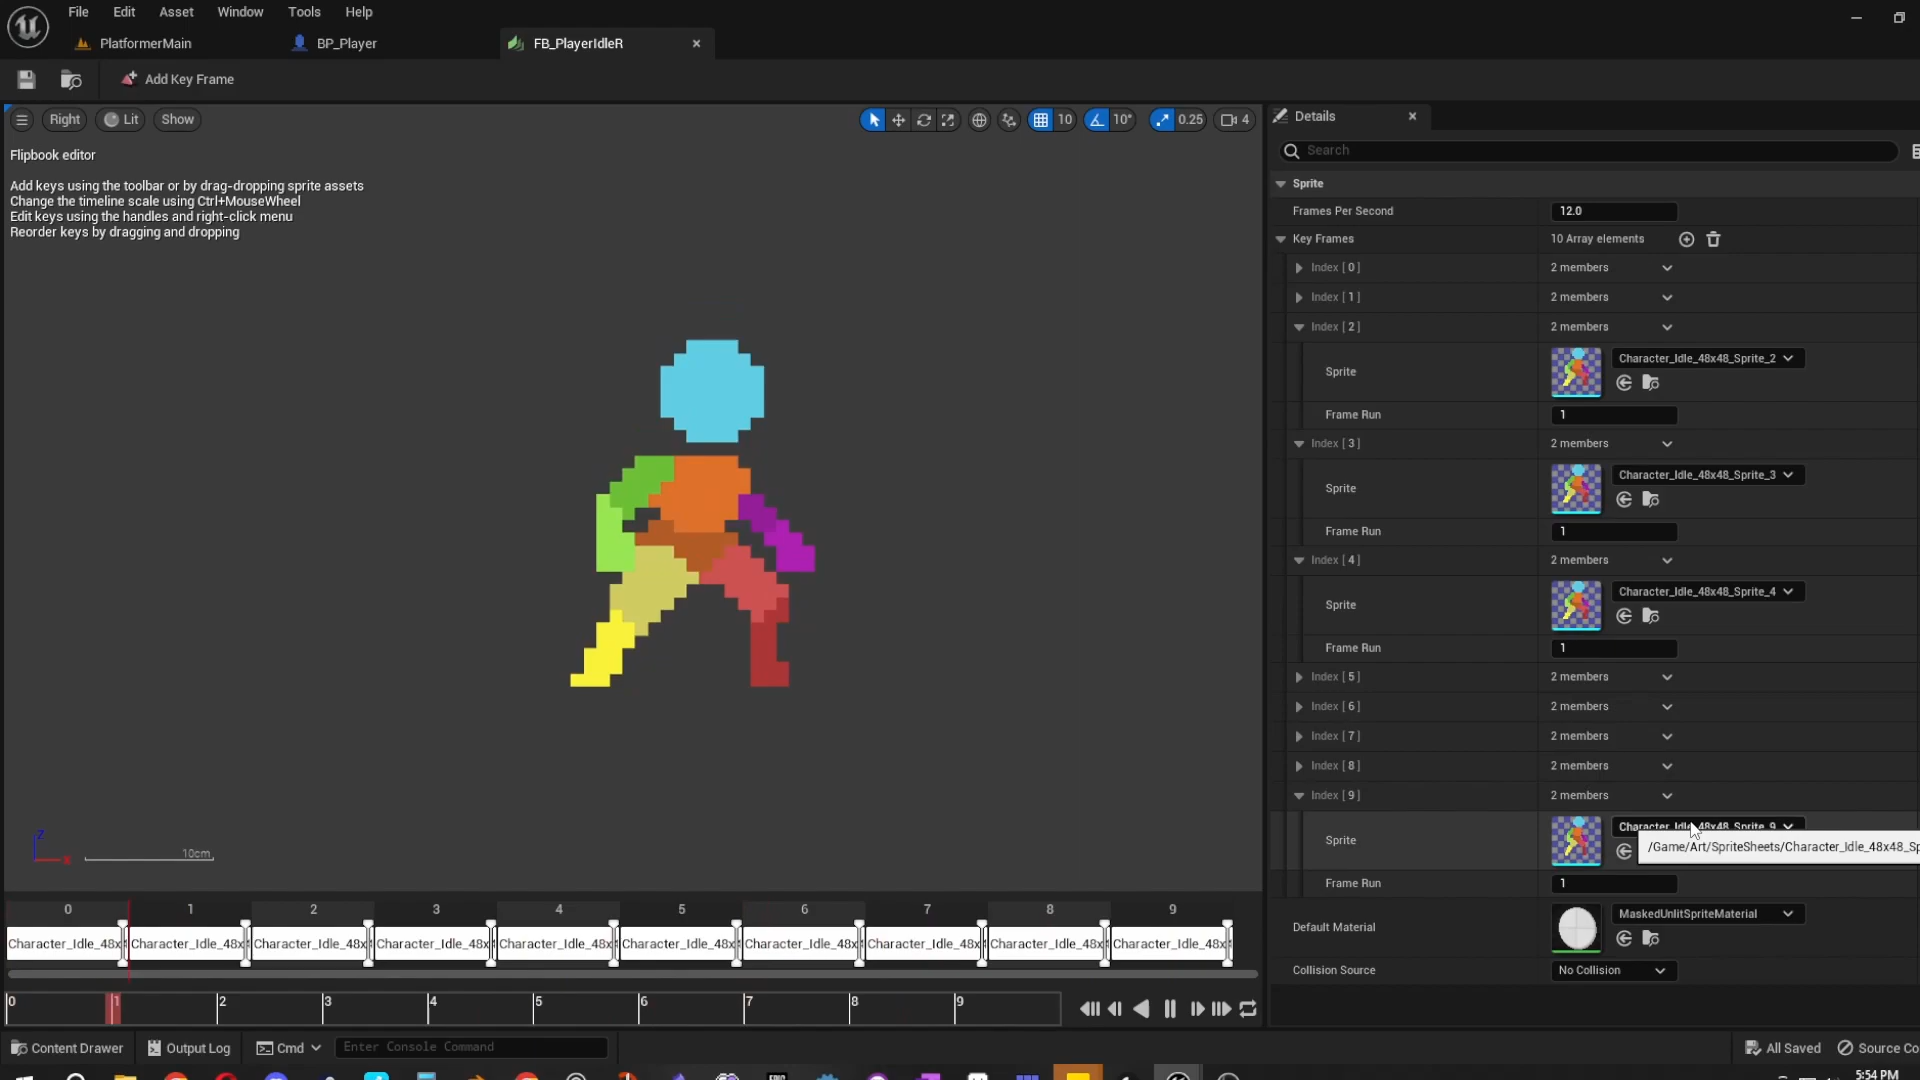 File Edit Asset Window Tools Help
PlatformerMain BP_Player FB_PlayerIdleR
Add Key Frame
Right Lit Show 10 10° 0.25 4
Flipbook editor
Add keys using the toolbar or by drag-dropping sprite assets
Change the timeline scale using Ctrl+MouseWheel
Edit keys using the handles and right-click menu
Reorder keys by dragging and dropping
z
x
10cm
0 1 2 3 4 5 6 7 8 9
Character_Idle_48x Character_Idle_48x Character_Idle_48x Character_Idle_48x Character_Idle_48x Character_Idle_48x Character_Idle_48x Character_Idle_48x Character_Idle_48x Character_Idle_48x
0 1 2 3 4 5 6 7 8 9
Details
Search
Sprite
Frames Per Second 12.0
Key Frames 10 Array elements
Index [ 0 ] 2 members
Index [ 1 ] 2 members
Index [ 2 ] 2 members
Sprite Character_Idle_48x48_Sprite_2
Frame Run 1
Index [ 3 ] 2 members
Sprite Character_Idle_48x48_Sprite_3
Frame Run 1
Index [ 4 ] 2 members
Sprite Character_Idle_48x48_Sprite_4
Frame Run 1
Index [ 5 ] 2 members
Index [ 6 ] 2 members
Index [ 7 ] 2 members
Index [ 8 ] 2 members
Index [ 9 ] 2 members
Sprite Character_Idle_48x48_Sprite_9
/Game/Art/SpriteSheets/Character_Idle_48x48_Sp
Frame Run 1
Default Material MaskedUnlitSpriteMaterial
Collision Source No Collision
Content Drawer Output Log Cmd Enter Console Command All Saved Source Co
5:54 PM